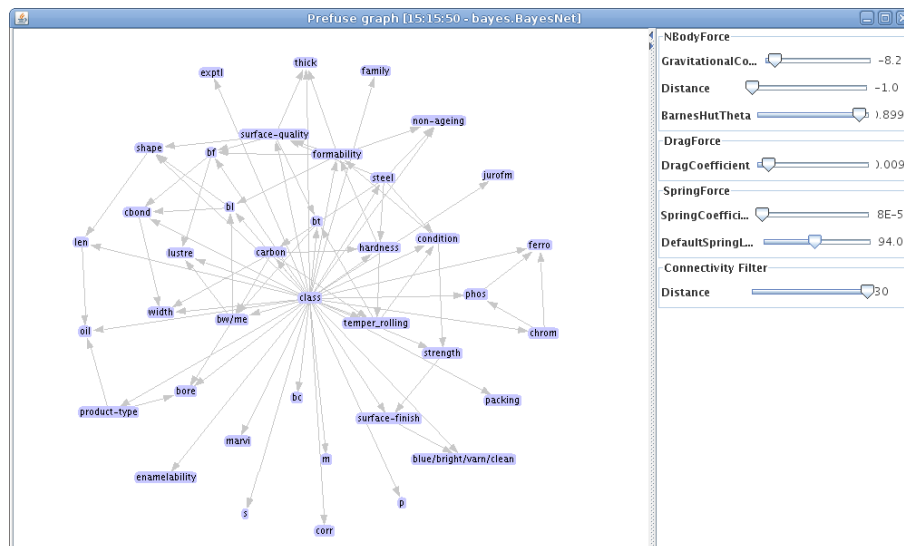 Prefuse graph [15:15:50 - bayes.BayesNet]
thick
exptl
family
non-ageing
surface-quality
shape
bf
formability
steel
jurofm
cbond
bl
bt
len
lustre
carbon
hardness
condition
ferro
class
phos
width
bw/me
temper_rolling
oil
chrom
strength
bore
bc
packing
product-type
surface-finish
marvi
m
blue/bright/varn/clean
enamelability
s
p
corr
NBodyForce
GravitationalCo... -8.2
Distance -1.0
BarnesHutTheta ).899
DragForce
DragCoefficient ).009
SpringForce
SpringCoeffici... 8E-5
DefaultSpringL... 94.0
Connectivity Filter
Distance 30